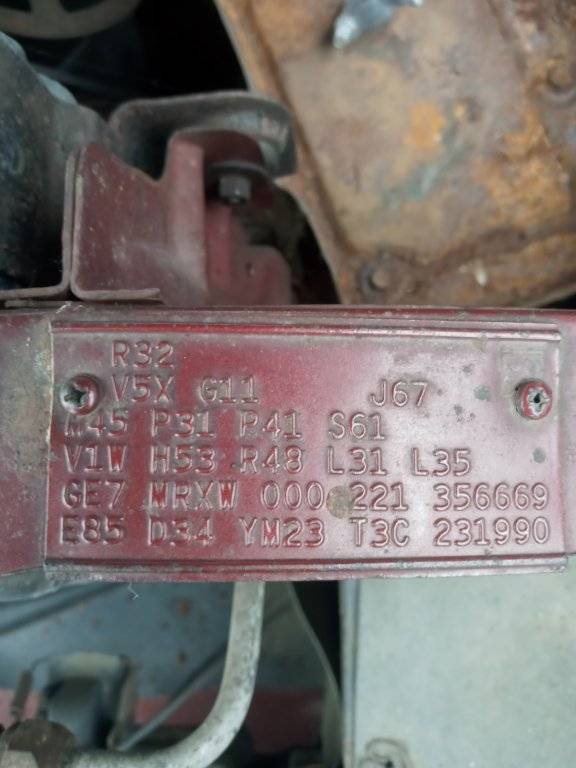 R32
V5X G11 J67
M45 P31 P41 S61
V1W H53 R48 L31 L35
GE7 MRXW 000 221 356669
E85 D34 YM23 T3C 231990